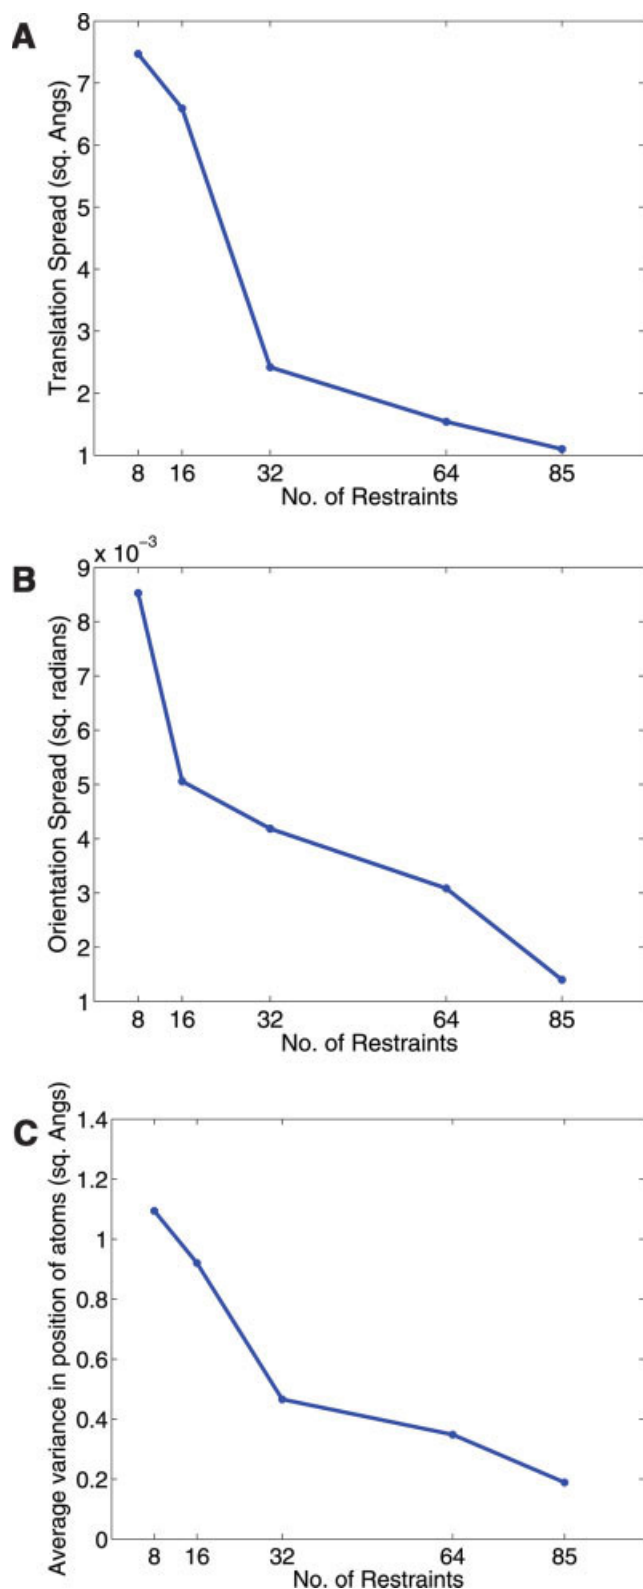 A
Translation Spread (sq. Angs)
8
7
6
5
4
3
2
1
8 16 32 64 85
No. of Restraints
B
x 10⁻³
Orientation Spread (sq. radians)
9
8
7
6
5
4
3
2
1
8 16 32 64 85
No. of Restraints
C
Average variance in position of atoms (sq. Angs)
1.4
1.2
1
0.8
0.6
0.4
0.2
0
8 16 32 64 85
No. of Restraints